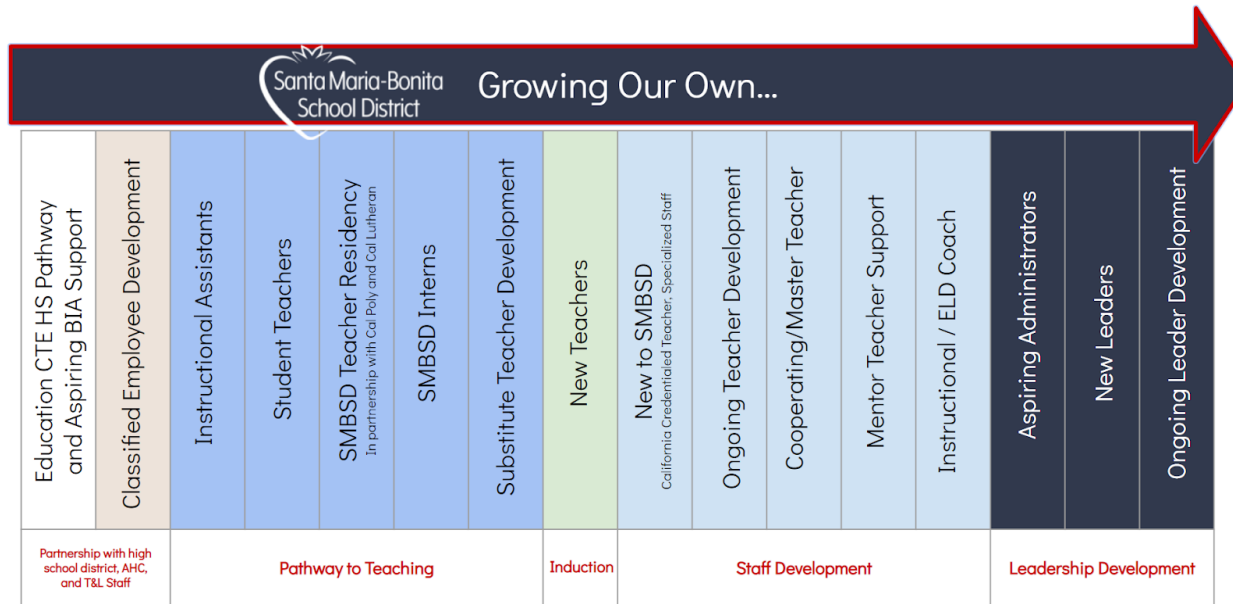 Santa Maria-Bonita
School District
Growing Our Own...
Education CTE HS Pathway
and Aspiring BIA Support
Classified Employee Development
Instructional Assistants
Student Teachers
SMBSD Teacher Residency
In partnership with Cal Poly and Cal Lutheran
SMBSD Interns
Substitute Teacher Development
New Teachers
New to SMBSD
California Credentialed Teacher, Specialized Staff
Ongoing Teacher Development
Cooperating/Master Teacher
Mentor Teacher Support
Instructional / ELD Coach
Aspiring Administrators
New Leaders
Ongoing Leader Development
Partnership with high
school district, AHC,
and T&L Staff
Pathway to Teaching
Induction
Staff Development
Leadership Development